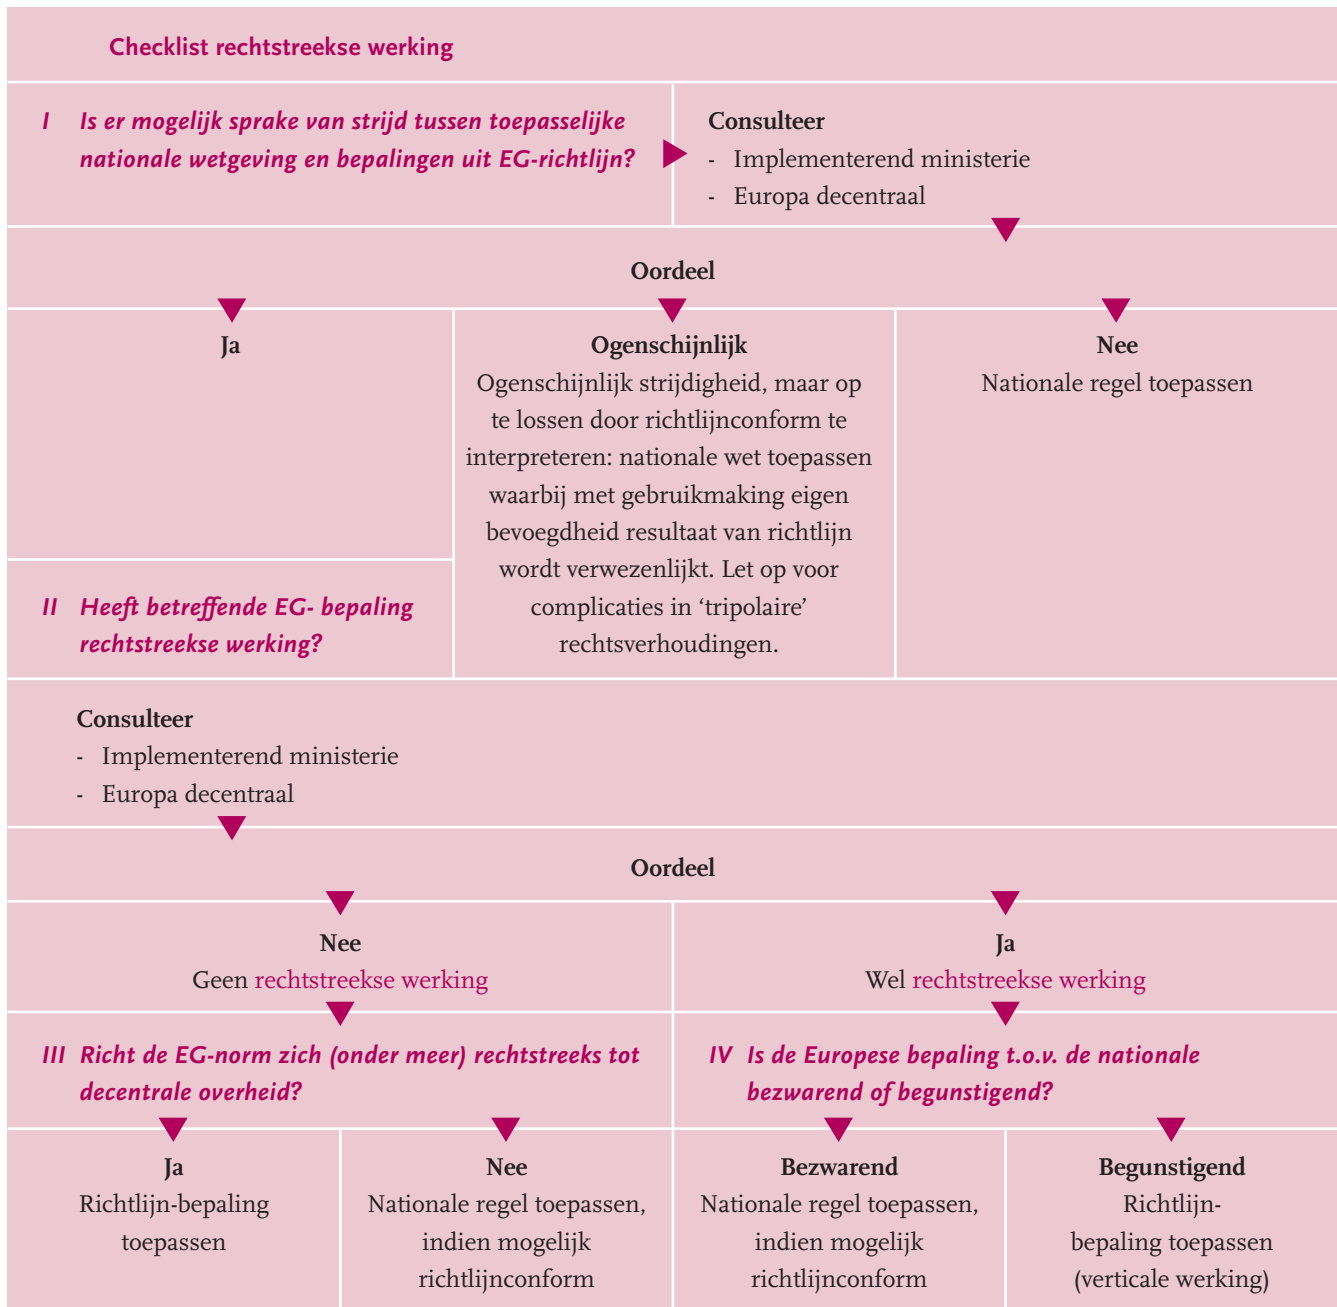 Checklist rechtstreekse werking
I Is er mogelijk sprake van strijd tussen toepasselijke
nationale wetgeving en bepalingen uit EG-richtlijn?
Consulteer
- Implementerend ministerie
- Europa decentraal
Oordeel
Ja
Ogenschijnlijk
Ogenschijnlijk strijdigheid, maar op
te lossen door richtlijnconform te
interpreteren: nationale wet toepassen
waarbij met gebruikmaking eigen
bevoegdheid resultaat van richtlijn
wordt verwezenlijkt. Let op voor
complicaties in ‘tripolaire’
rechtsverhoudingen.
Nee
Nationale regel toepassen
II Heeft betreffende EG- bepaling
rechtstreekse werking?
Consulteer
- Implementerend ministerie
- Europa decentraal
Oordeel
Nee
Geen rechtstreekse werking
Ja
Wel rechtstreekse werking
III Richt de EG-norm zich (onder meer) rechtstreeks tot
decentrale overheid?
IV Is de Europese bepaling t.o.v. de nationale
bezwarend of begunstigend?
Ja
Richtlijn-bepaling
toepassen
Nee
Nationale regel toepassen,
indien mogelijk
richtlijnconform
Bezwarend
Nationale regel toepassen,
indien mogelijk
richtlijnconform
Begunstigend
Richtlijn-
bepaling toepassen
(verticale werking)